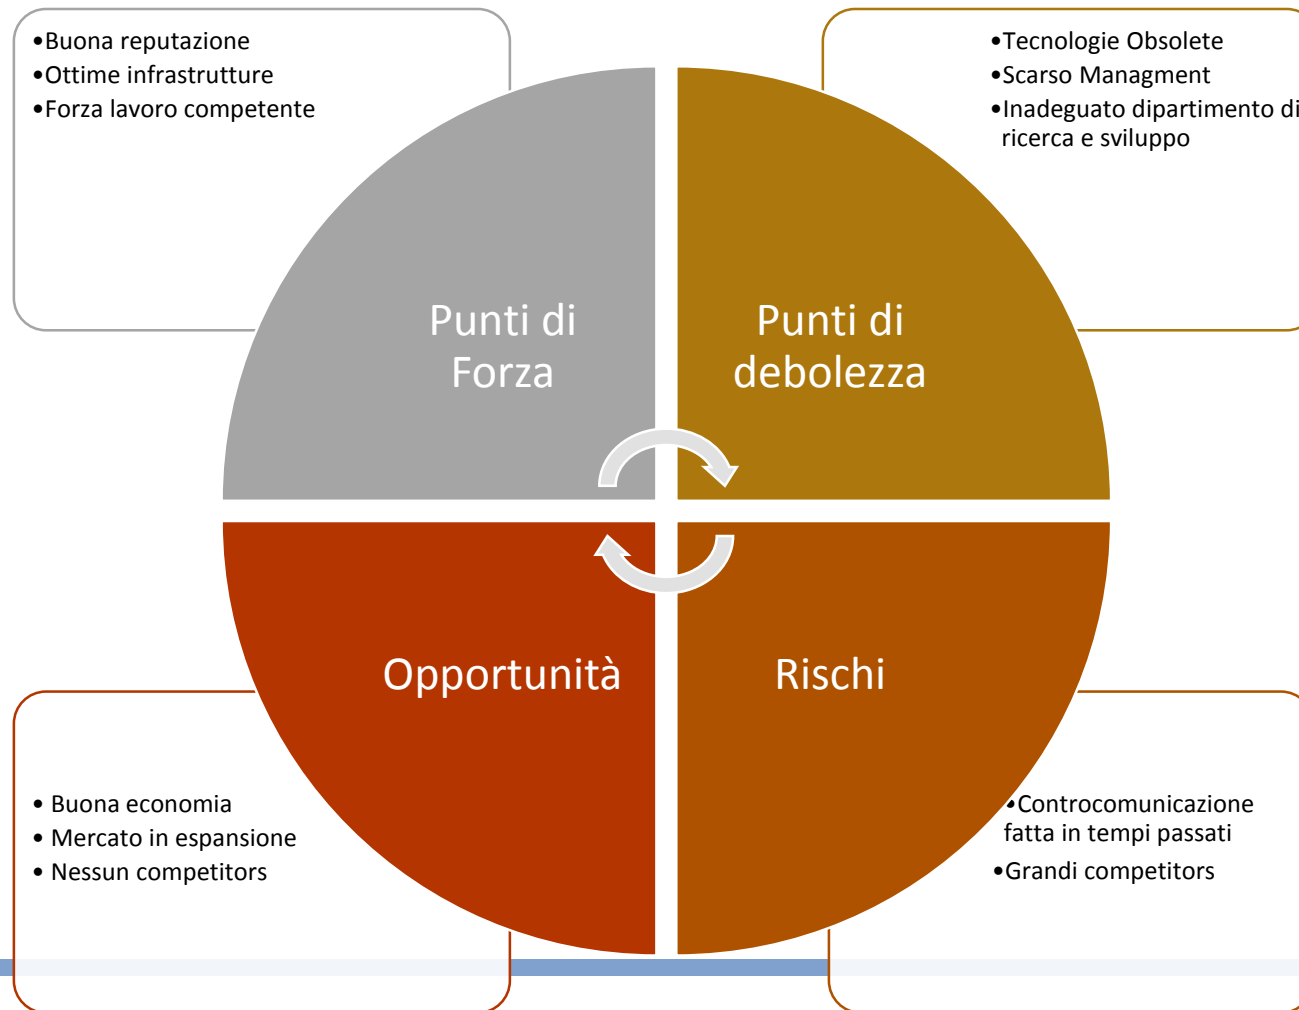 •Buona reputazione
•Ottime infrastrutture
•Forza lavoro competente
•Tecnologie Obsolete
•Scarso Managment
•Inadeguato dipartimento di
ricerca e sviluppo
Punti di
Forza
Punti di
debolezza
Opportunità
Rischi
• Buona economia
• Mercato in espansione
• Nessun competitors
•Controcomunicazione
fatta in tempi passati
•Grandi competitors